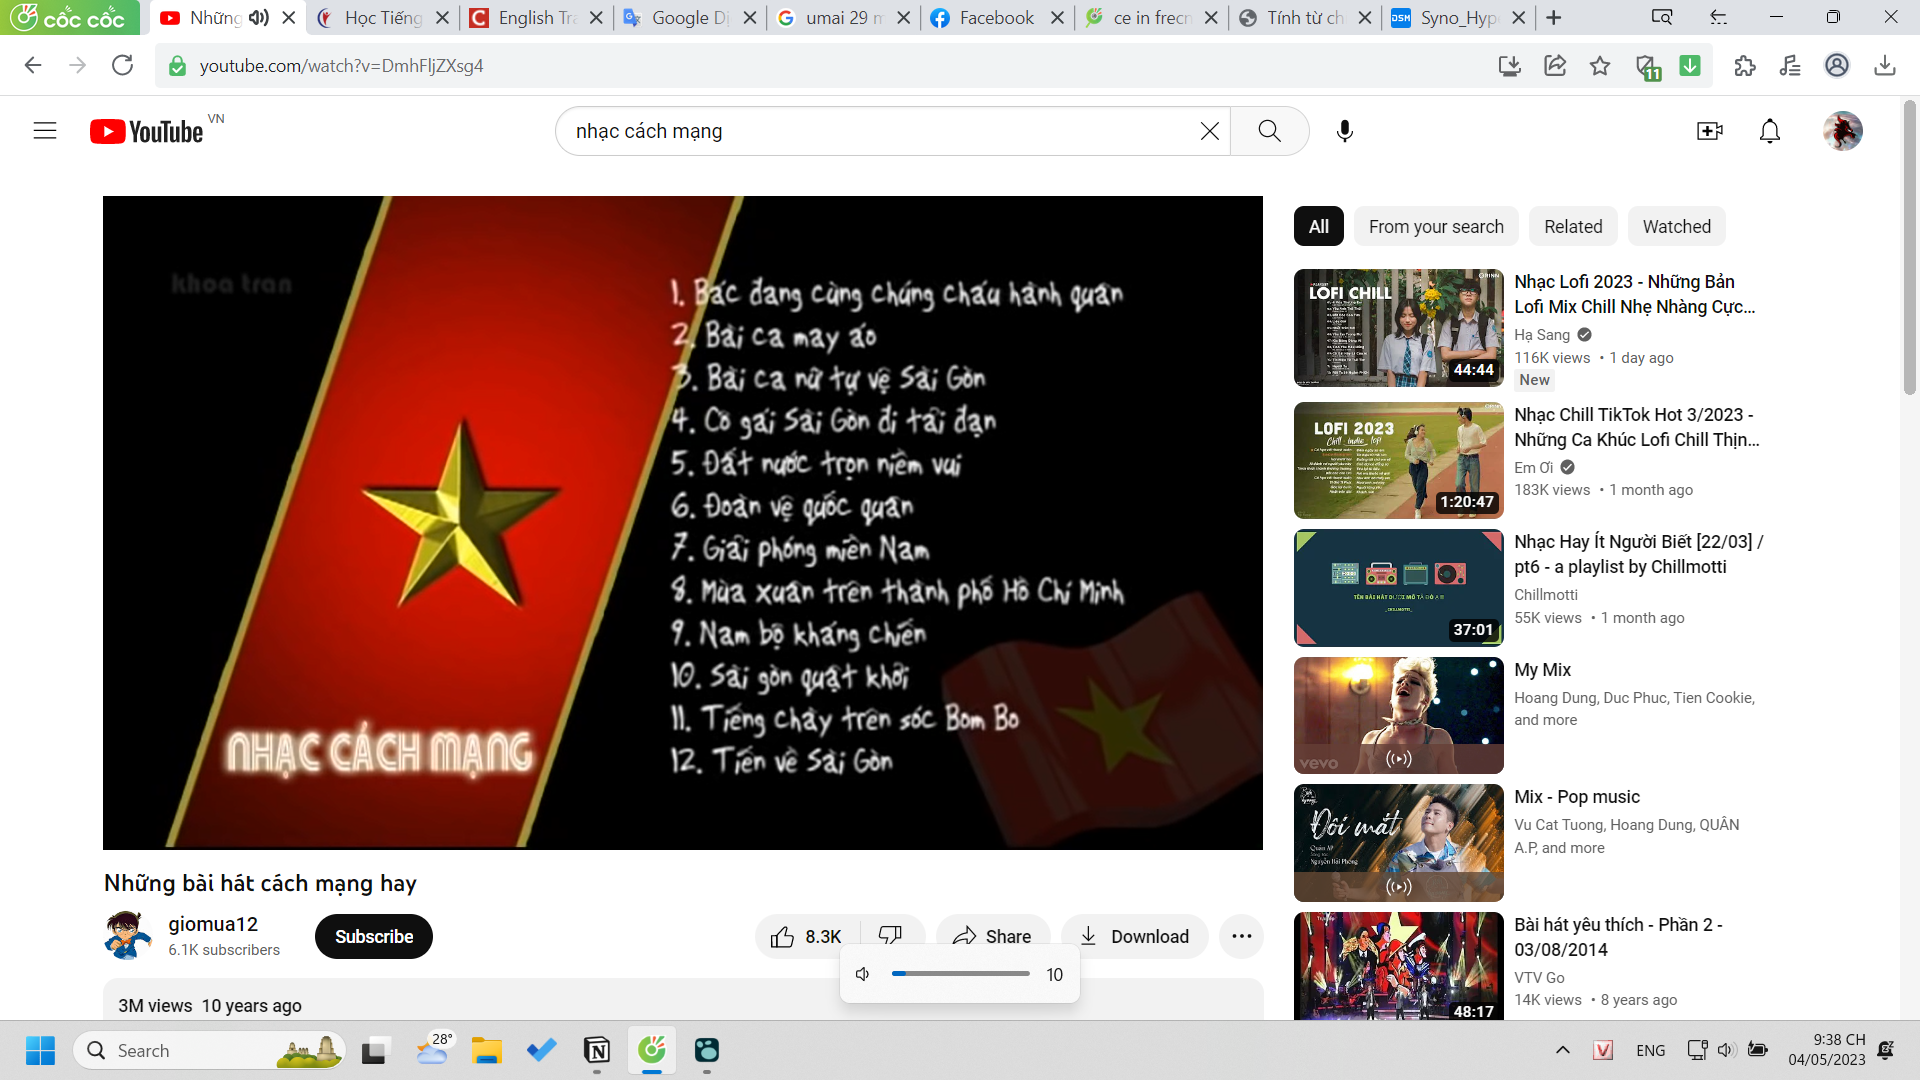 cốc cốc
Những
Học Tiếng
English Tra
Google Dị
umai 29 m
Facebook
ce in frecn
Tính từ ch
Syno_Hyp
youtube.com/watch?v=DmhFljZXsg4
11
YouTube VN
nhạc cách mạng
khoa tran
1. Bác đang cùng chúng cháu hành quân
2. Bài ca may áo
3. Bài ca nữ tự vệ Sài Gòn
4. Cô gái Sài Gòn đi tải đạn
5. Đất nước trọn niềm vui
6. Đoàn vệ quốc quân
7. Giải phóng miền Nam
8. Mùa xuân trên thành phố Hồ Chí Minh
9. Nam bộ kháng chiến
10. Sài gòn quật khởi
11. Tiếng chày trên sóc Bom Bo
12. Tiến về Sài Gòn
NHẠC CÁCH MẠNG
Những bài hát cách mạng hay
giomua12
6.1K subscribers
Subscribe
8.3K
Share
Download
10
3M views 10 years ago
All
From your search
Related
Watched
LOFI CHILL
44:44
Nhạc Lofi 2023 - Những Bản
Lofi Mix Chill Nhẹ Nhàng Cực...
Hạ Sang
116K views • 1 day ago
New
LOFI 2023
Chill indie lofi
1:20:47
Nhạc Chill TikTok Hot 3/2023 -
Những Ca Khúc Lofi Chill Thịn...
Em Ơi
183K views • 1 month ago
37:01
Nhạc Hay Ít Người Biết [22/03] /
pt6 - a playlist by Chillmotti
Chillmotti
55K views • 1 month ago
vevo
My Mix
Hoang Dung, Duc Phuc, Tien Cookie,
and more
Đôi mắt
Mix - Pop music
Vu Cat Tuong, Hoang Dung, QUÂN
A.P, and more
48:17
Bài hát yêu thích - Phần 2 -
03/08/2014
VTV Go
14K views • 8 years ago
Search
28°
ENG
9:38 CH
04/05/2023